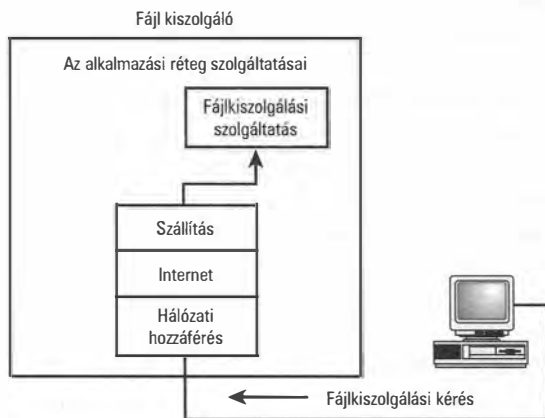 Fájl kiszolgáló
Az alkalmazási réteg szolgáltatásai
Fájlkiszolgálási
szolgáltatás
Szállítás
Internet
Hálózati
hozzáférés
Fájlkiszolgálási kérés